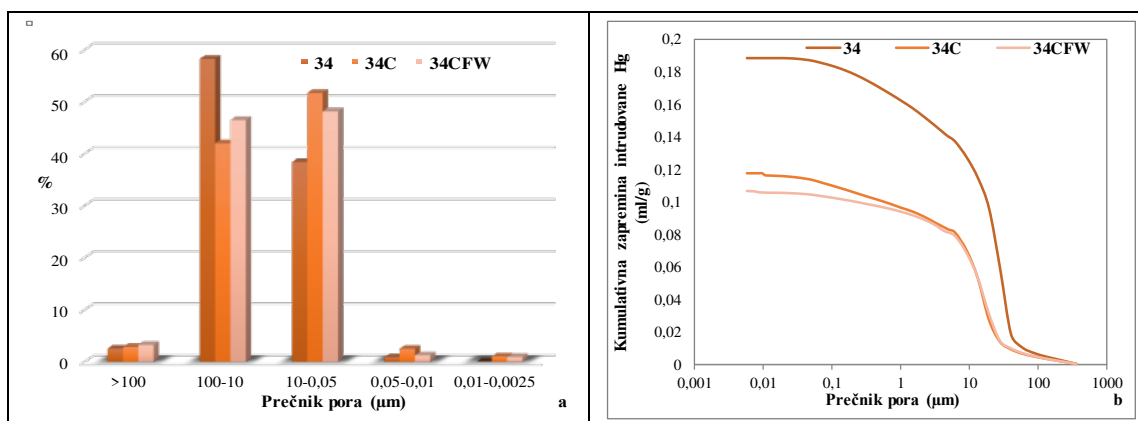 60
50
40
30
20
10
0
%
34 34C 34CFW
>100 100-10 10-0,05 0,05-0,01 0,01-0,0025
Prečnik pora (µm)
a
Kumulativna zapremina intrudovane Hg
(ml/g)
0,2
0,18
0,16
0,14
0,12
0,1
0,08
0,06
0,04
0,02
0
34 34C 34CFW
0,001 0,01 0,1 1 10 100 1000
Prečnik pora (µm)
b